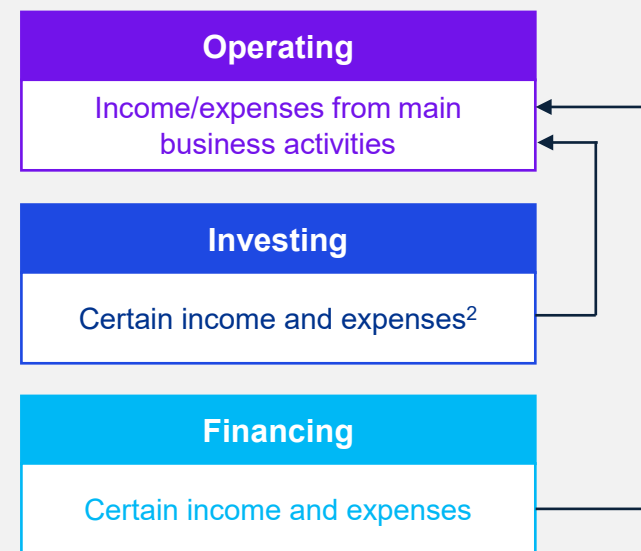 Operating
Income/expenses from main
business activities
Investing
Certain income and expenses²
Financing
Certain income and expenses